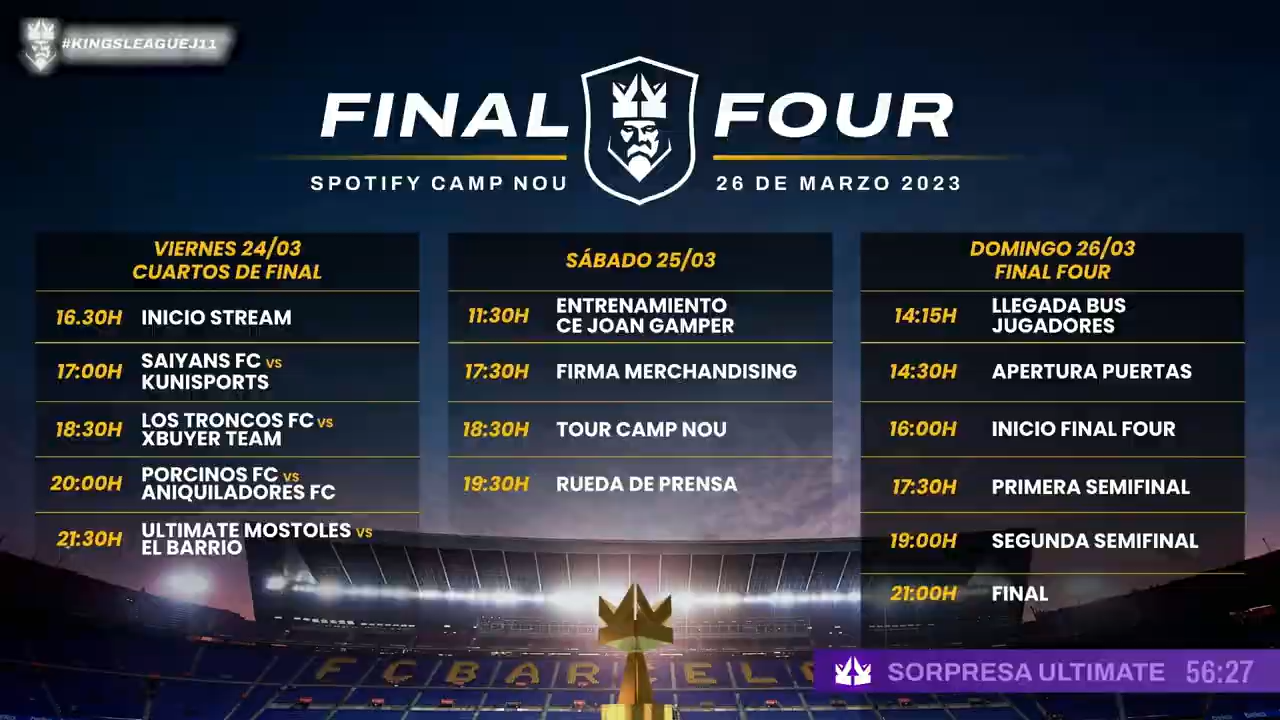 #KINGSLEAGUEJ11
FINAL FOUR
SPOTIFY CAMP NOU 26 DE MARZO 2023
VIERNES 24/03
CUARTOS DE FINAL
16.30H INICIO STREAM
17:00H SAIYANS FC VS
KUNISPORTS
18:30H LOS TRONCOS FC VS
XBUYER TEAM
20:00H PORCINOS FC VS
ANIQUILADORES FC
21:30H ULTIMATE MOSTOLES VS
EL BARRIO
SÁBADO 25/03
11:30H ENTRENAMIENTO
CE JOAN GAMPER
17:30H FIRMA MERCHANDISING
18:30H TOUR CAMP NOU
19:30H RUEDA DE PRENSA
DOMINGO 26/03
FINAL FOUR
14:15H LLEGADA BUS
JUGADORES
14:30H APERTURA PUERTAS
16:00H INICIO FINAL FOUR
17:30H PRIMERA SEMIFINAL
19:00H SEGUNDA SEMIFINAL
21:00H FINAL
FC BARCEL
SORPRESA ULTIMATE 56:27